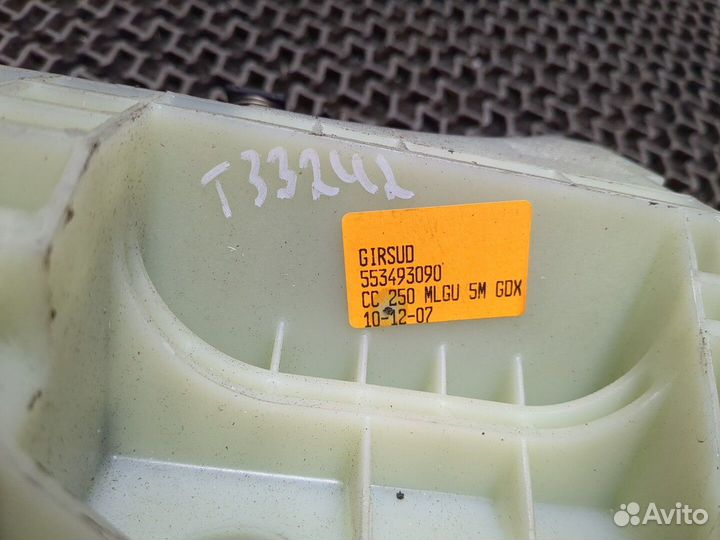 T33242
GIRSUD
553493090
CC 250 MLGU 5M GDX
10-12-07
Avito